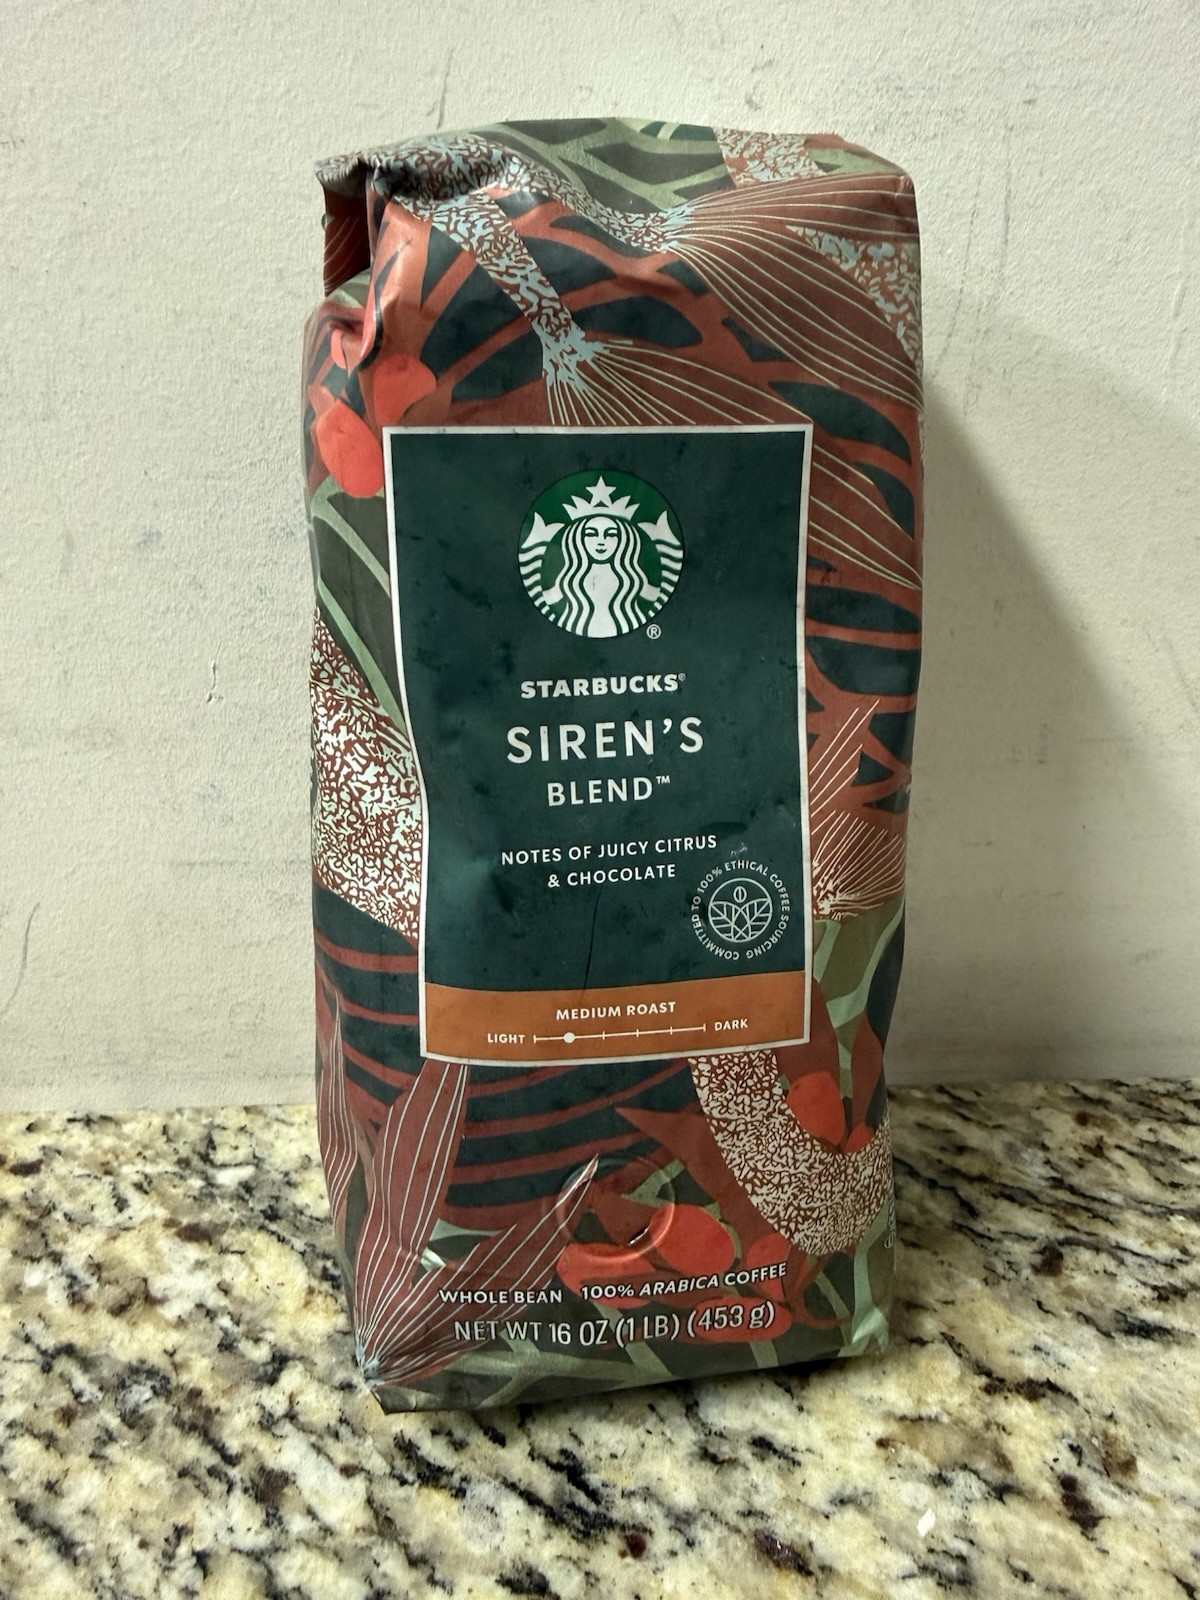 ®
STARBUCKS®
SIREN'S
BLEND™
NOTES OF JUICY CITRUS
& CHOCOLATE
COMMITTED TO 100% ETHICAL COFFEE SOURCING
MEDIUM ROAST
LIGHT DARK
WHOLE BEAN 100% ARABICA COFFEE
NET WT 16 OZ (1 LB) (453 g)